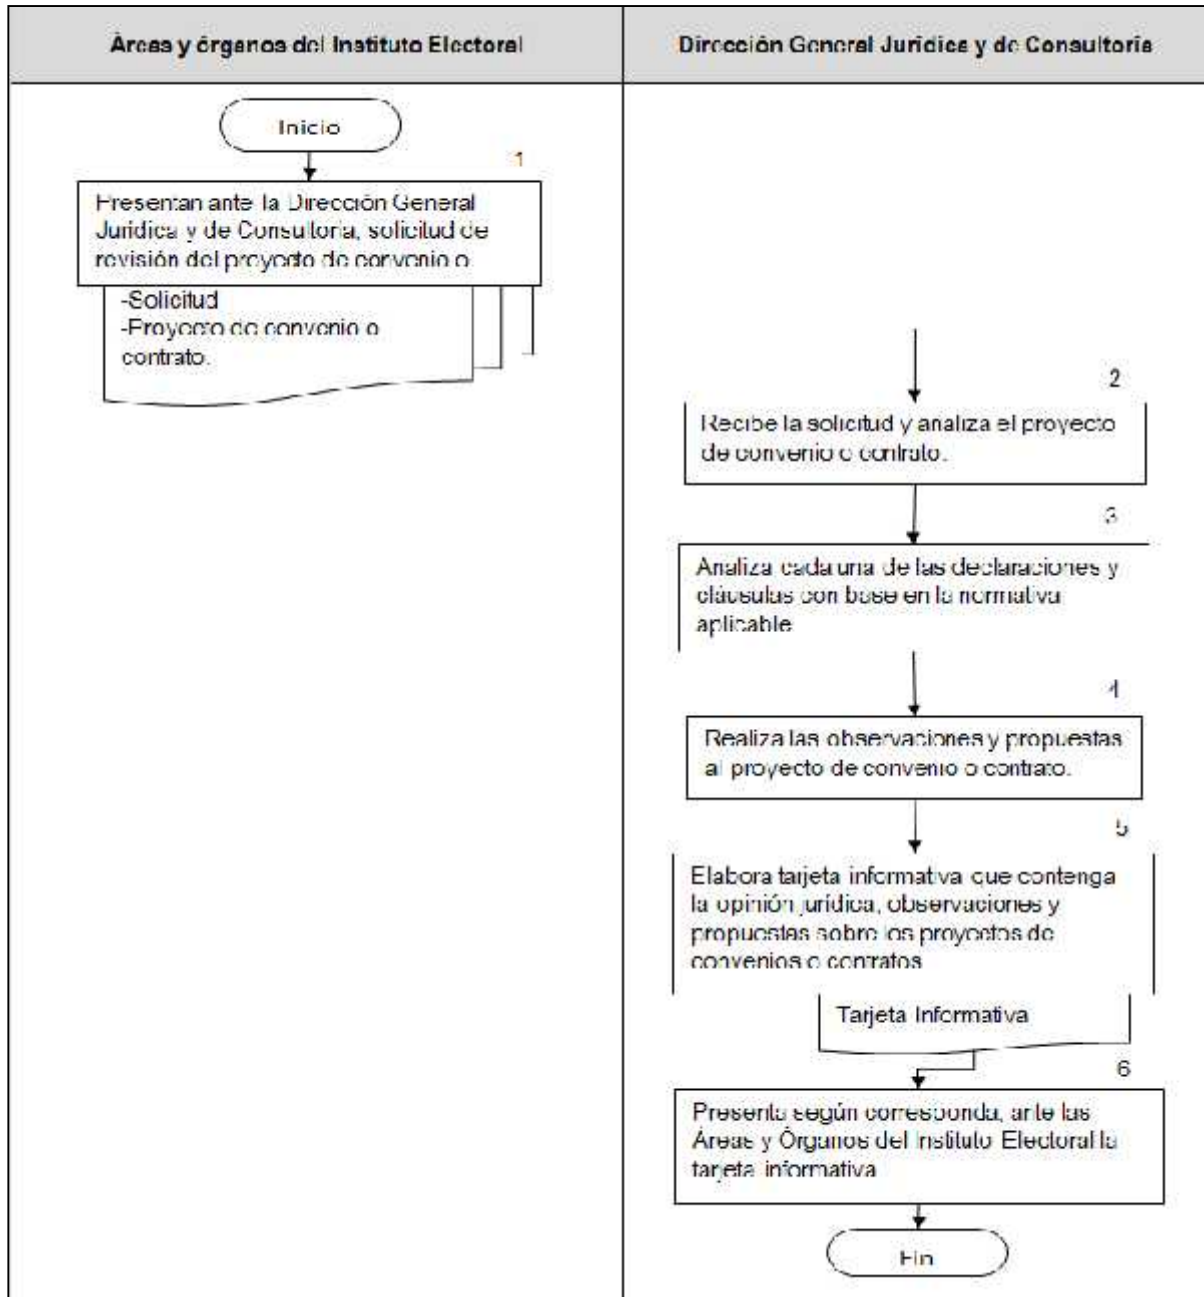 Áreas y órganos del Instituto Electoral
Dirección General Jurídica y de Consultoría
Inicio
1
Presentan ante la Dirección General
Jurídica y de Consultoría, solicitud de
revisión del proyecto de convenio o
-Solicitud
-Proyecto de convenio o
contrato.
2
Recibe la solicitud y analiza el proyecto
de convenio o contrato.
3
Analiza cada una de las declaraciones y
cláusulas con base en la normativa
aplicable
4
Realiza las observaciones y propuestas
al proyecto de convenio o contrato.
5
Elabora tarjeta informativa que contenga
la opinión jurídica, observaciones y
propuestas sobre los proyectos de
convenios o contratos
Tarjeta Informativa
6
Presenta según corresponda, ante las
Áreas y Órganos del Instituto Electoral la
tarjeta informativa
Fin